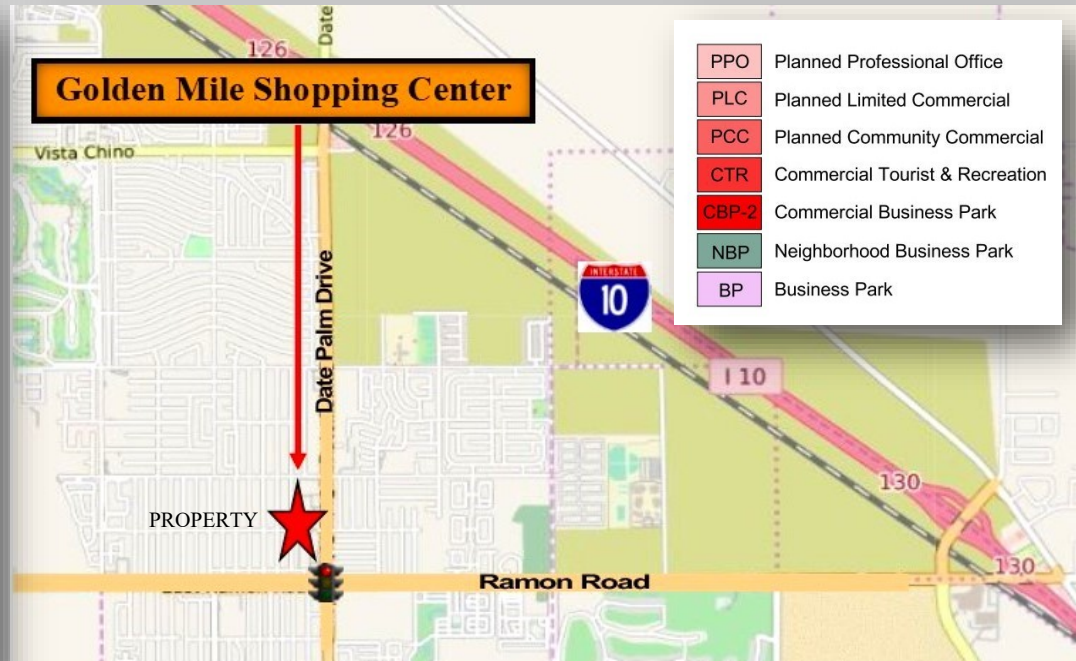 Date
126
Golden Mile Shopping Center
126
Vista Chino
PPO Planned Professional Office
PLC Planned Limited Commercial
PCC Planned Community Commercial
CTR Commercial Tourist & Recreation
CBP-2 Commercial Business Park
NBP Neighborhood Business Park
BP Business Park
Date Palm Drive
INTERSTATE
10
I 10
130
PROPERTY
130
Ramon Road